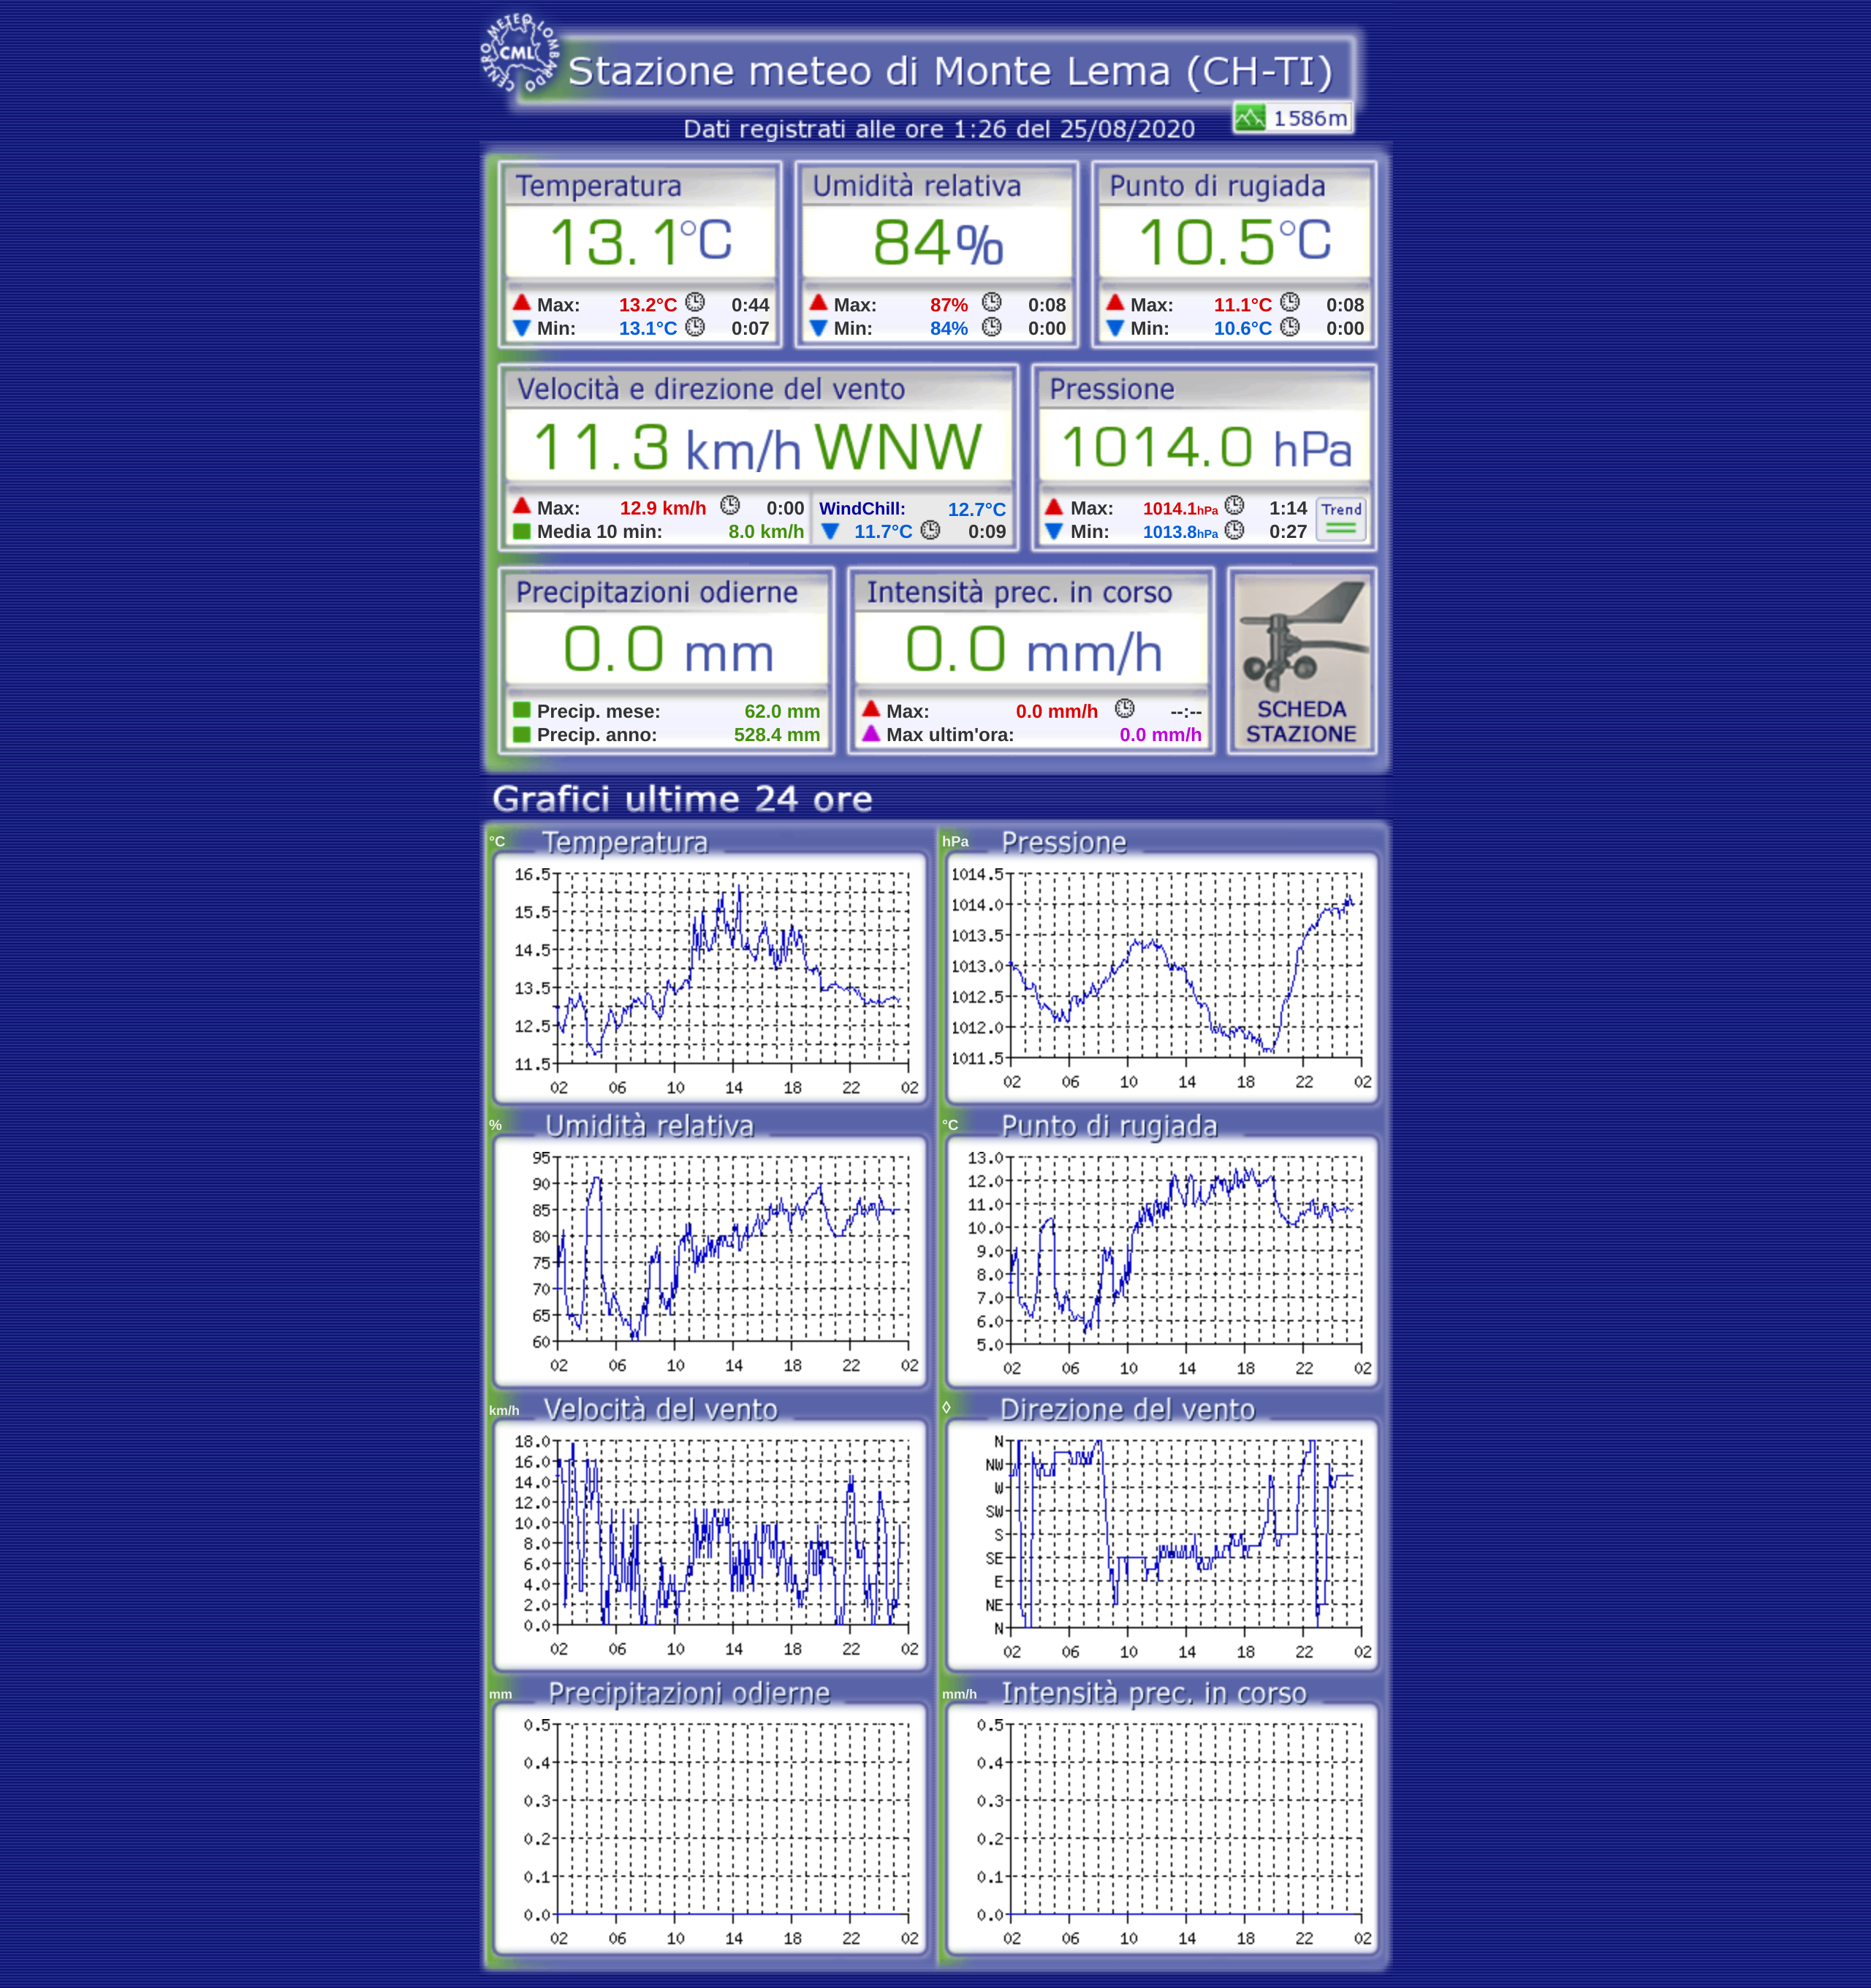 CENTRO METEO LOMBARDO
CML
Stazione meteo di Monte Lema (CH-TI)
1586m
Dati registrati alle ore 1:26 del 25/08/2020
Temperatura
13.1°C
Max: 13.2°C 0:44
Min: 13.1°C 0:07
Umidità relativa
84%
Max: 87% 0:08
Min: 84% 0:00
Punto di rugiada
10.5°C
Max: 11.1°C 0:08
Min: 10.6°C 0:00
Velocità e direzione del vento
11.3 km/h WNW
Max: 12.9 km/h 0:00
Media 10 min: 8.0 km/h
WindChill: 12.7°C
11.7°C 0:09
Pressione
1014.0 hPa
Max: 1014.1hPa 1:14
Min: 1013.8hPa 0:27
Trend
Precipitazioni odierne
0.0 mm
Precip. mese: 62.0 mm
Precip. anno: 528.4 mm
Intensità prec. in corso
0.0 mm/h
Max: 0.0 mm/h --:--
Max ultim'ora: 0.0 mm/h
SCHEDA
STAZIONE
Grafici ultime 24 ore
°C Temperatura
16.5
15.5
14.5
13.5
12.5
11.5
02 06 10 14 18 22 02
hPa Pressione
1014.5
1014.0
1013.5
1013.0
1012.5
1012.0
1011.5
02 06 10 14 18 22 02
% Umidità relativa
95
90
85
80
75
70
65
60
02 06 10 14 18 22 02
°C Punto di rugiada
13.0
12.0
11.0
10.0
9.0
8.0
7.0
6.0
5.0
02 06 10 14 18 22 02
km/h Velocità del vento
18.0
16.0
14.0
12.0
10.0
8.0
6.0
4.0
2.0
0.0
02 06 10 14 18 22 02
◊ Direzione del vento
N
NW
W
SW
S
SE
E
NE
N
02 06 10 14 18 22 02
mm Precipitazioni odierne
0.5
0.4
0.3
0.2
0.1
0.0
02 06 10 14 18 22 02
mm/h Intensità prec. in corso
0.5
0.4
0.3
0.2
0.1
0.0
02 06 10 14 18 22 02